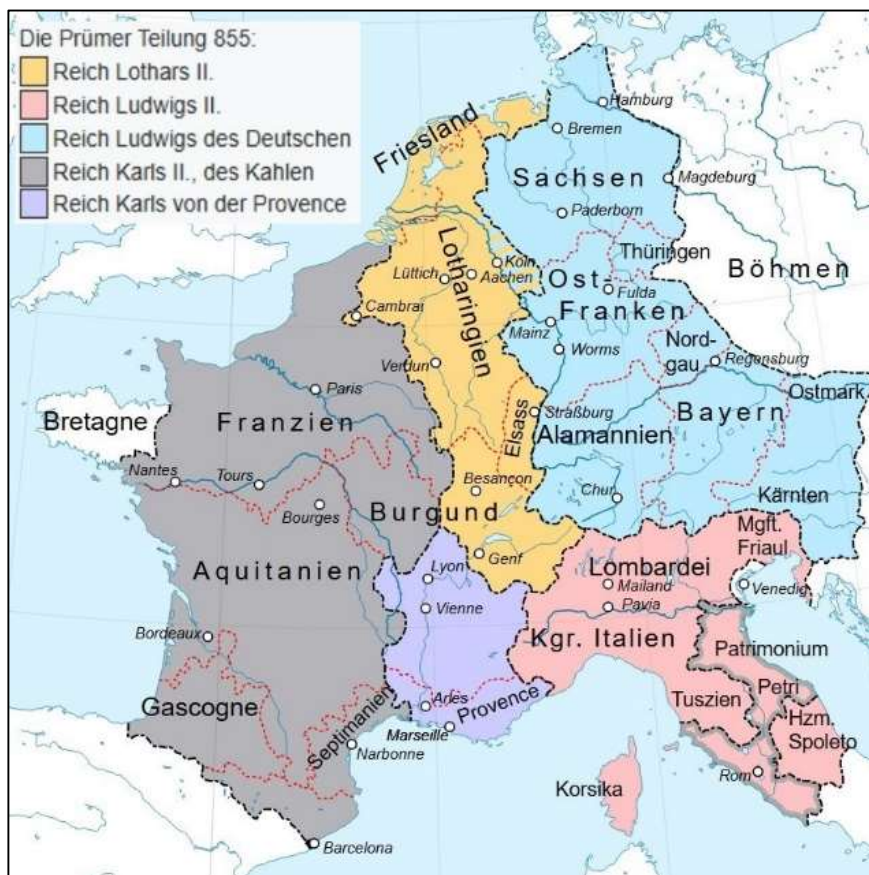 Die Prümer Teilung 855:
Reich Lothars II.
Reich Ludwigs II.
Reich Ludwigs des Deutschen
Reich Karls II., des Kahlen
Reich Karls von der Provence
Hamburg
Bremen
Friesland
Sachsen
Magdeburg
Paderborn
Thüringen
Böhmen
Lotharingien
Köln
Lüttich
Aachen
Ost-
Franken
Fulda
Cambrai
Mainz
Worms
Nord-
gau
Regensburg
Verdun
Paris
Ostmark
Bretagne
Franzien
Elsass
Straßburg
Alamannien
Bayern
Nantes
Tours
Besançon
Chur
Kärnten
Bourges
Burgund
Mgft.
Friaul
Genf
Aquitanien
Lyon
Lombardei
Mailand
Venedig
Vienne
Pavia
Bordeaux
Kgr. Italien
Patrimonium
Petri
Gascogne
Septimanien
Arles
Provence
Tuszien
Hzm.
Spoleto
Marseille
Narbonne
Rom
Korsika
Barcelona